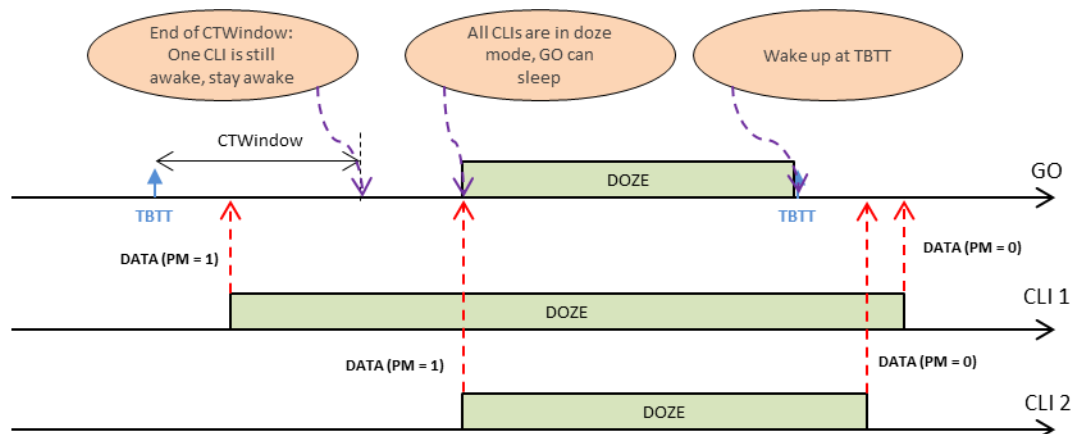 End of CTWindow:
One CLI is still
awake, stay awake
All CLIs are in doze
mode, GO can
sleep
Wake up at TBTT
CTWindow
DOZE
GO
TBTT
TBTT
DATA (PM = 1)
DATA (PM = 0)
CLI 1
DOZE
DATA (PM = 1)
DATA (PM = 0)
CLI 2
DOZE